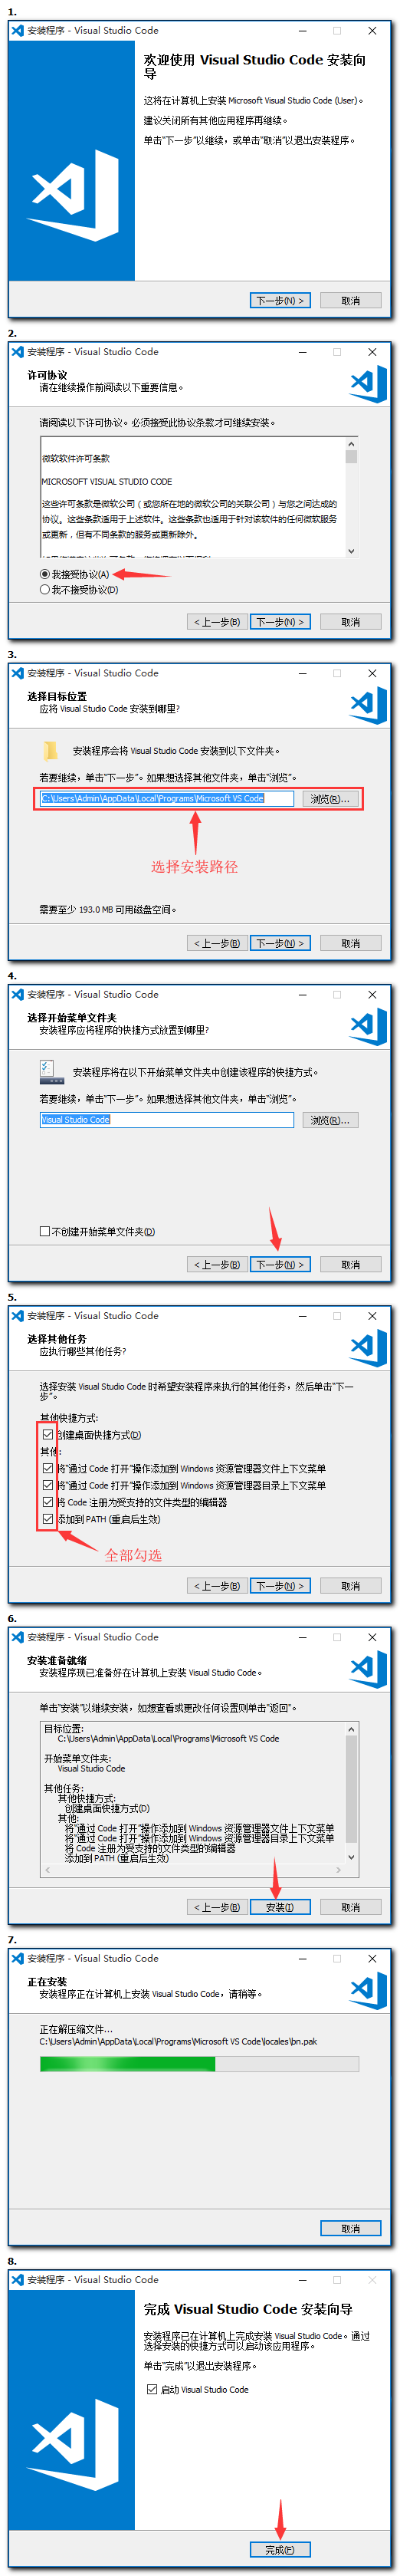 1.
安装程序 - Visual Studio Code
欢迎使用 Visual Studio Code 安装向
导
这将在计算机上安装 Microsoft Visual Studio Code (User)。
建议关闭所有其他应用程序再继续。
单击“下一步”以继续，或单击“取消”以退出安装程序。
下一步(N) >
取消
2.
安装程序 - Visual Studio Code
许可协议
请在继续操作前阅读以下重要信息。
请阅读以下许可协议。必须接受此协议条款才可继续安装。
微软软件许可条款
MICROSOFT VISUAL STUDIO CODE
这些许可条款是微软公司（或您所在地的微软公司的关联公司）与您之间达成的
协议。这些条款适用于上述软件。这些条款也适用于针对该软件的任何微软服务
或更新，但有不同条款的服务或更新除外。
我接受协议(A)
我不接受协议(D)
< 上一步(B)
下一步(N) >
取消
3.
安装程序 - Visual Studio Code
选择目标位置
应将 Visual Studio Code 安装到哪里?
安装程序会将 Visual Studio Code 安装到以下文件夹。
若要继续，单击“下一步”。如果想选择其他文件夹，单击“浏览”。
C:\Users\Admin\AppData\Local\Programs\Microsoft VS Code
浏览(R)...
选择安装路径
需要至少 193.0 MB 可用磁盘空间。
< 上一步(B)
下一步(N) >
取消
4.
安装程序 - Visual Studio Code
选择开始菜单文件夹
安装程序应将程序的快捷方式放置到哪里?
安装程序将在以下开始菜单文件夹中创建该程序的快捷方式。
若要继续，单击“下一步”。如果想选择其他文件夹，单击“浏览”。
Visual Studio Code
浏览(R)...
不创建开始菜单文件夹(D)
< 上一步(B)
下一步(N) >
取消
5.
安装程序 - Visual Studio Code
选择其他任务
应执行哪些其他任务?
选择安装 Visual Studio Code 时希望安装程序来执行的其他任务，然后单击“下一
步”。
其他快捷方式:
创建桌面快捷方式(D)
其他:
将“通过 Code 打开”操作添加到 Windows 资源管理器文件上下文菜单
将“通过 Code 打开”操作添加到 Windows 资源管理器目录上下文菜单
将 Code 注册为受支持的文件类型的编辑器
添加到 PATH (重启后生效)
全部勾选
< 上一步(B)
下一步(N) >
取消
6.
安装程序 - Visual Studio Code
安装准备就绪
安装程序现已准备好在计算机上安装 Visual Studio Code。
单击“安装”以继续安装，如想查看或更改任何设置则单击“返回”。
目标位置:
C:\Users\Admin\AppData\Local\Programs\Microsoft VS Code
开始菜单文件夹:
Visual Studio Code
其他任务:
其他快捷方式:
创建桌面快捷方式(D)
其他:
将“通过 Code 打开”操作添加到 Windows 资源管理器文件上下文菜单
将“通过 Code 打开”操作添加到 Windows 资源管理器目录上下文菜单
将 Code 注册为受支持的文件类型的编辑器
添加到 PATH (重启后生效)
< 上一步(B)
安装(I)
取消
7.
安装程序 - Visual Studio Code
正在安装
安装程序正在计算机上安装 Visual Studio Code，请稍等。
正在解压缩文件...
C:\Users\Admin\AppData\Local\Programs\Microsoft VS Code\locales\bn.pak
取消
8.
安装程序 - Visual Studio Code
完成 Visual Studio Code 安装向导
安装程序已在计算机上完成安装 Visual Studio Code。通过
选择安装的快捷方式可以启动该应用程序。
单击“完成”以退出安装程序。
启动 Visual Studio Code
完成(F)